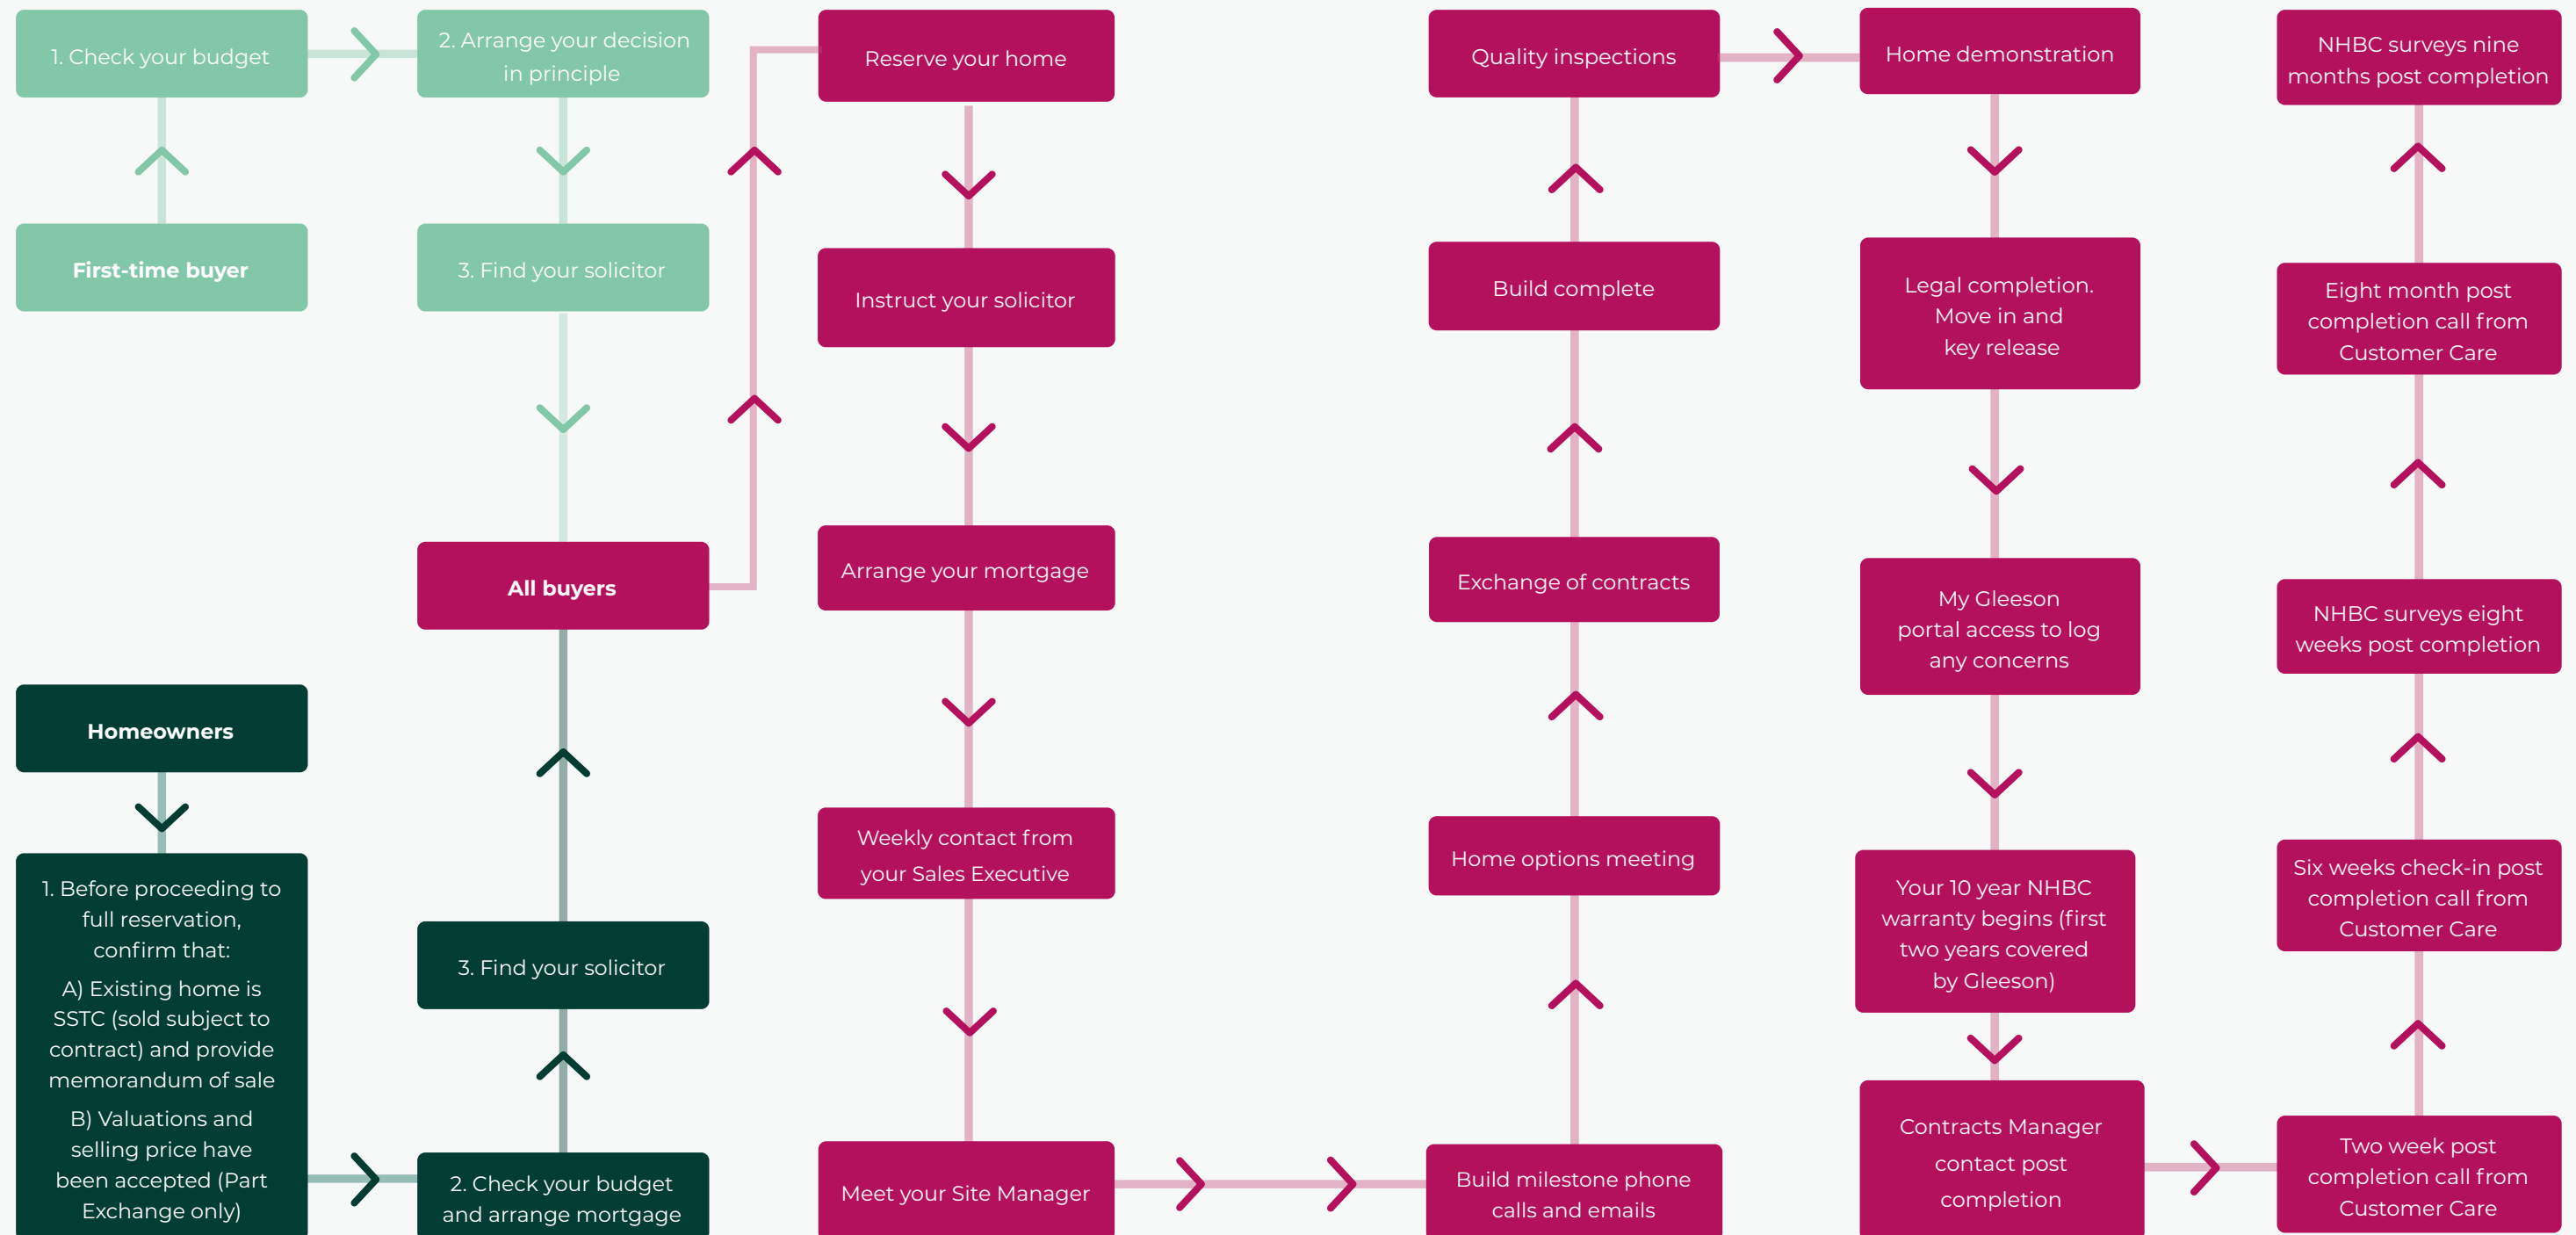 First-time buyer
1. Check your budget
2. Arrange your decision
in principle
3. Find your solicitor
Homeowners
1. Before proceeding to
full reservation,
confirm that:
A) Existing home is
SSTC (sold subject to
contract) and provide
memorandum of sale
B) Valuations and
selling price have
been accepted (Part
Exchange only)
2. Check your budget
and arrange mortgage
3. Find your solicitor
All buyers
Reserve your home
Instruct your solicitor
Arrange your mortgage
Weekly contact from
your Sales Executive
Meet your Site Manager
Build milestone phone
calls and emails
Home options meeting
Exchange of contracts
Build complete
Quality inspections
Home demonstration
Legal completion.
Move in and
key release
My Gleeson
portal access to log
any concerns
Your 10 year NHBC
warranty begins (first
two years covered
by Gleeson)
Contracts Manager
contact post
completion
Two week post
completion call from
Customer Care
Six weeks check-in post
completion call from
Customer Care
NHBC surveys eight
weeks post completion
Eight month post
completion call from
Customer Care
NHBC surveys nine
months post completion